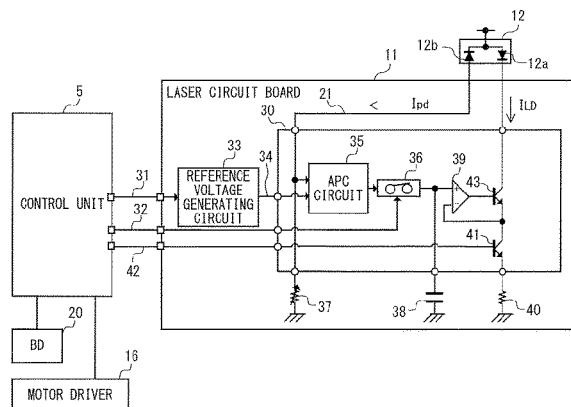 12
12b
12a
11
LASER CIRCUIT BOARD
21
< Ipd
ILD
5
30
35
33
34
36
39
REFERENCE
VOLTAGE
GENERATING
CIRCUIT
APC
CIRCUIT
43
31
CONTROL UNIT
32
41
42
37
38
40
20
BD
16
MOTOR DRIVER